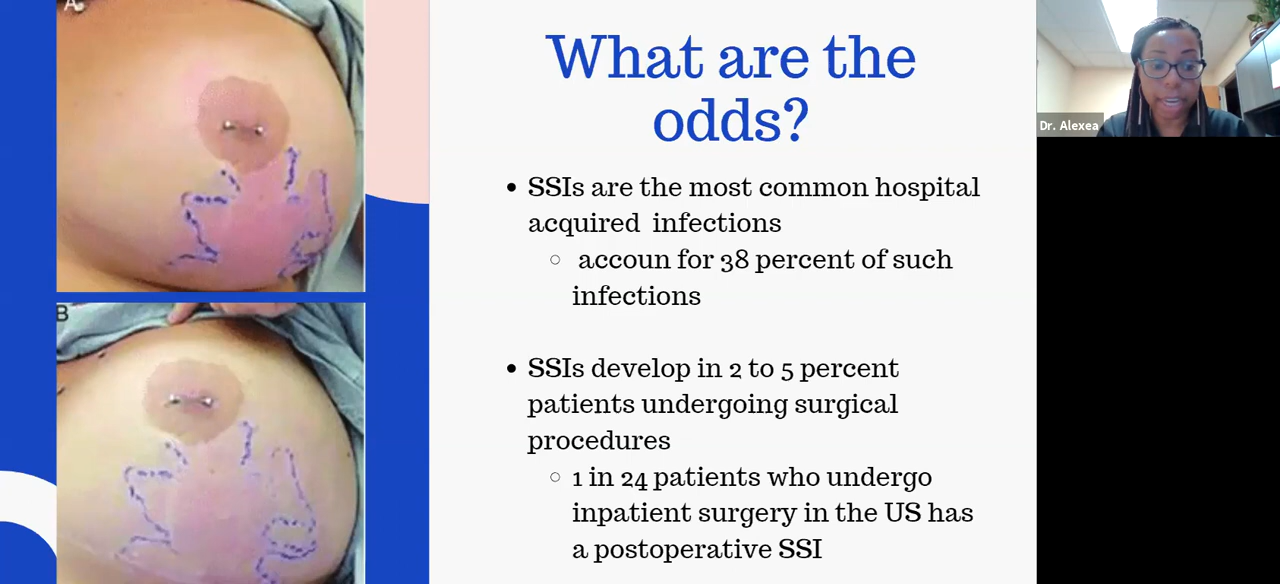 A
B
What are the
odds?
• SSIs are the most common hospital
acquired infections
○ accoun for 38 percent of such
infections
• SSIs develop in 2 to 5 percent
patients undergoing surgical
procedures
○ 1 in 24 patients who undergo
inpatient surgery in the US has
a postoperative SSI
Dr. Alexea